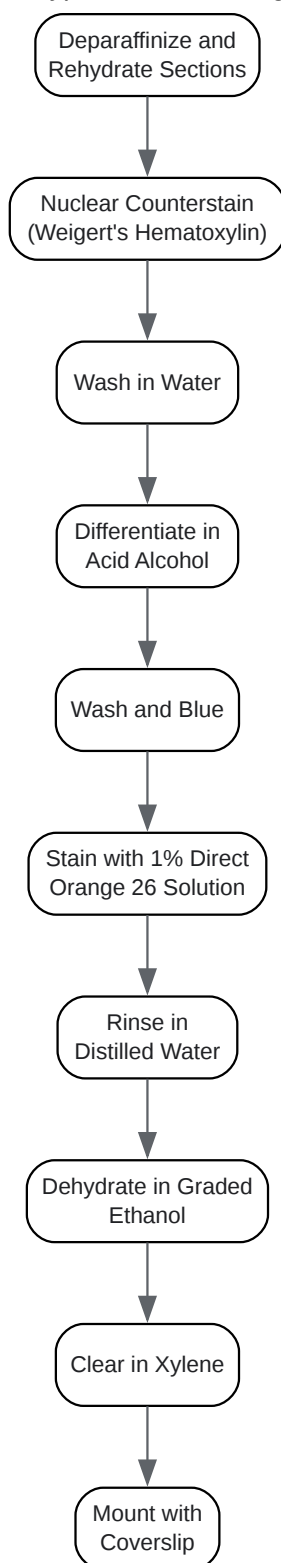 Deparaffinize and
Rehydrate Sections
Nuclear Counterstain
(Weigert's Hematoxylin)
Wash in Water
Differentiate in
Acid Alcohol
Wash and Blue
Stain with 1% Direct
Orange 26 Solution
Rinse in
Distilled Water
Dehydrate in Graded
Ethanol
Clear in Xylene
Mount with
Coverslip